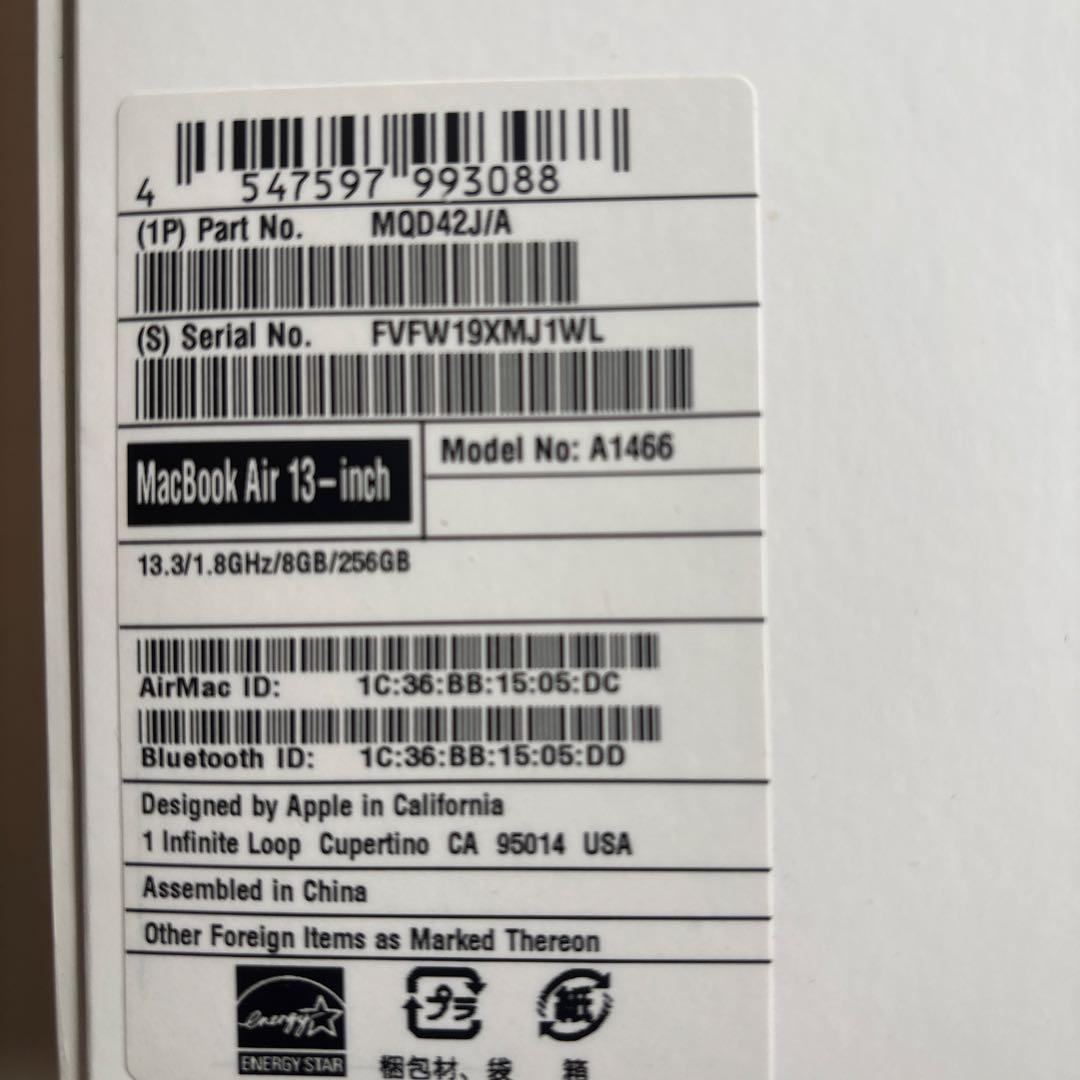 4 547597 993088
(1P) Part No. MQD42J/A
(S) Serial No. FVFW19XMJ1WL
MacBook Air 13-inch
Model No: A1466
13.3/1.8GHz/8GB/256GB
AirMac ID: 1C:36:BB:15:05:DC
Bluetooth ID: 1C:36:BB:15:05:DD
Designed by Apple in California
1 Infinite Loop Cupertino CA 95014 USA
Assembled in China
Other Foreign Items as Marked Thereon
energy
プラ
紙
ENERGY STAR
梱包材、袋
箱